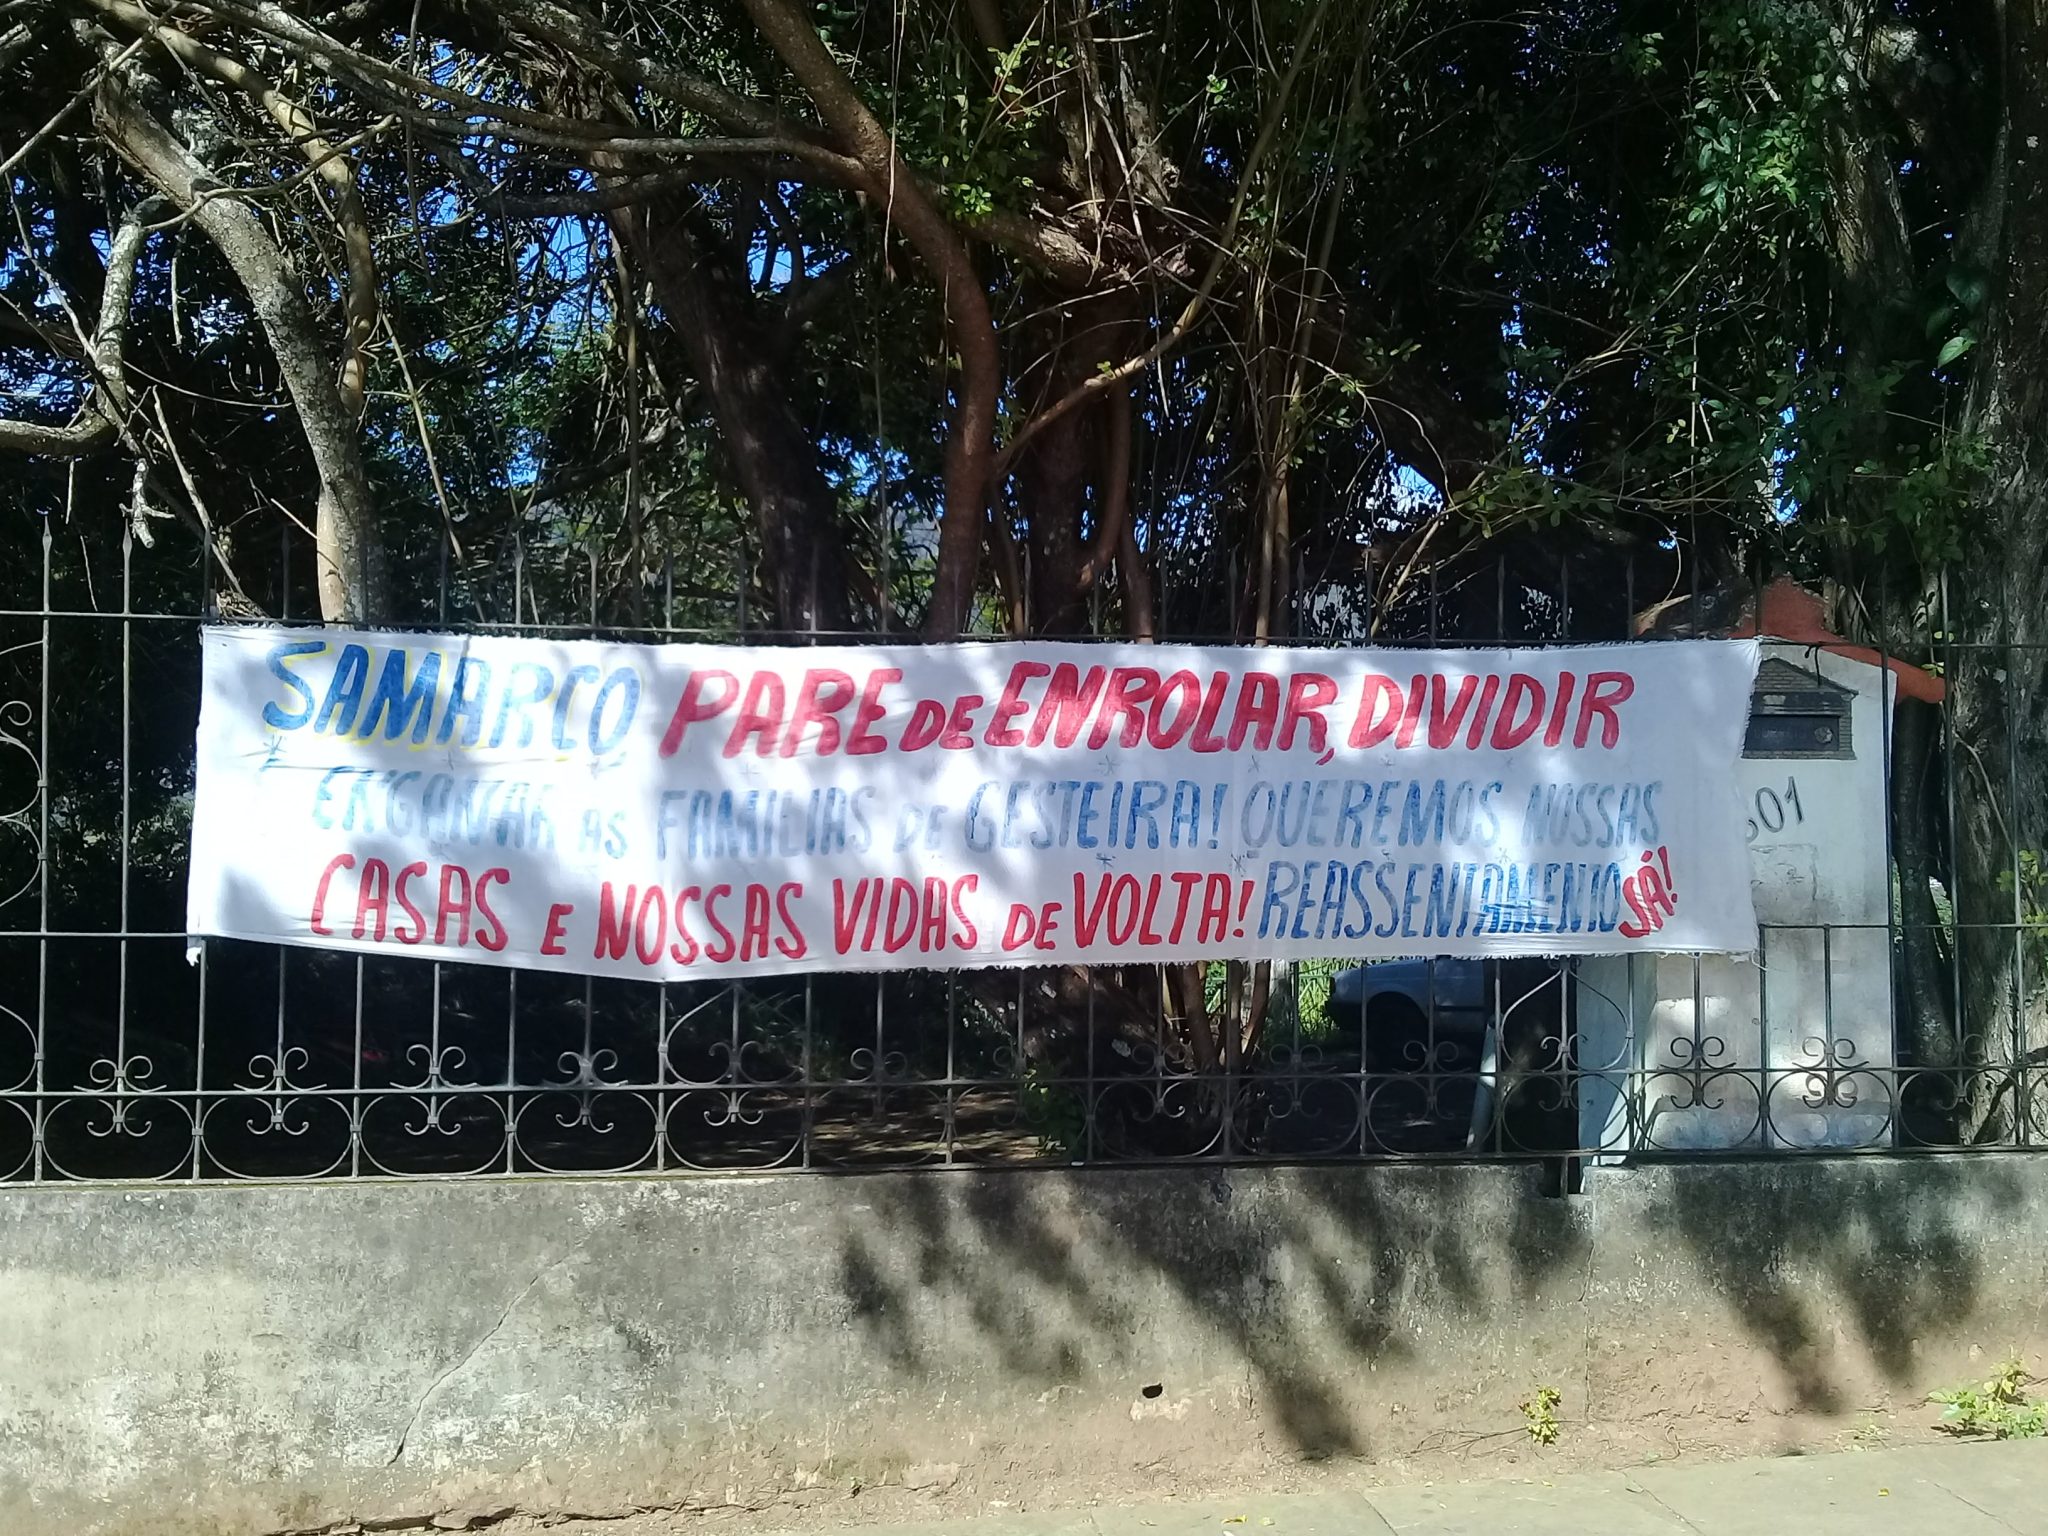 SAMARCO PARE DE ENROLAR, DIVIDIR
ENGANAR AS FAMILIAS DE GESTEIRA! QUEREMOS NOSSAS
CASAS E NOSSAS VIDAS DE VOLTA! REASSENTAMENTO JÁ!